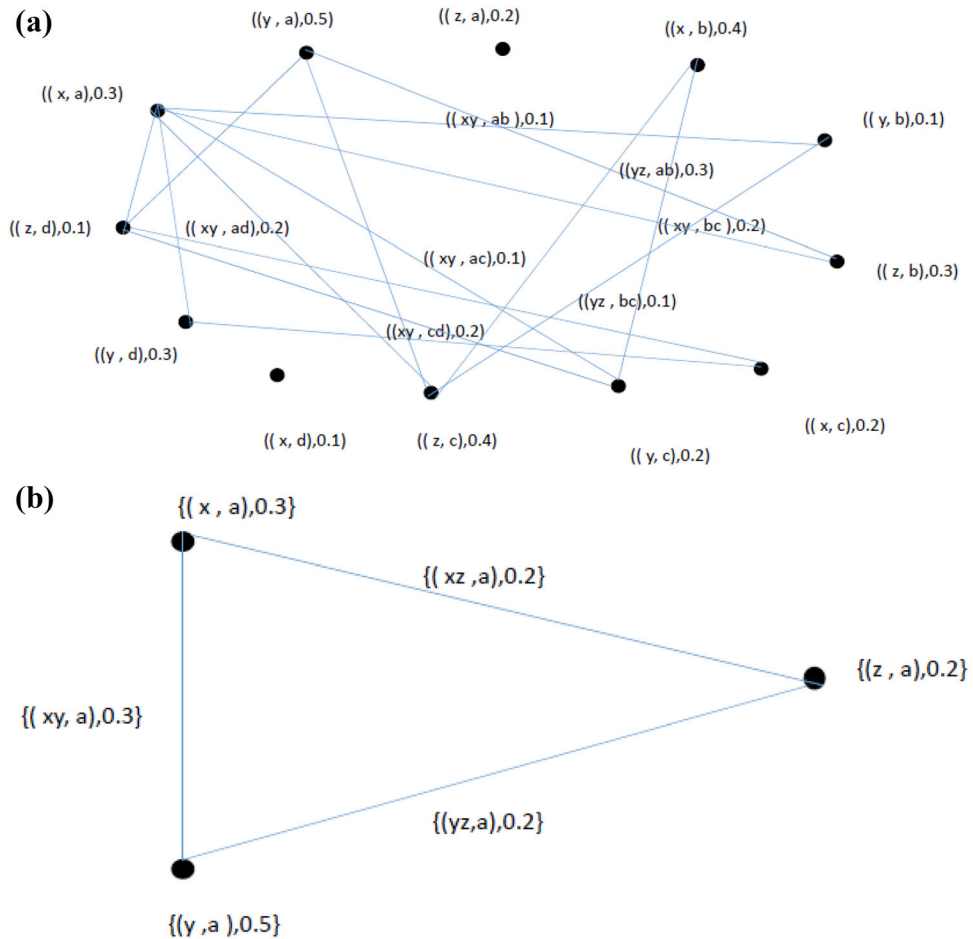 (a)
((y , a),0.5)
(( z, a),0.2)
((x , b),0.4)
(( x, a),0.3)
(( xy , ab ),0.1)
(( y, b),0.1)
((yz, ab),0.3)
(( z, d),0.1)
(( xy , ad),0.2)
(( xy , bc ),0.2)
(( xy , ac),0.1)
(( z, b),0.3)
((yz , bc),0.1)
((xy , cd),0.2)
((y , d),0.3)
(( x, c),0.2)
(( x, d),0.1)
(( z, c),0.4)
(( y, c),0.2)
(b)
{( x , a),0.3}
{( xz ,a),0.2}
{(z , a),0.2}
{( xy, a),0.3}
{(yz,a),0.2}
{(y ,a ),0.5}